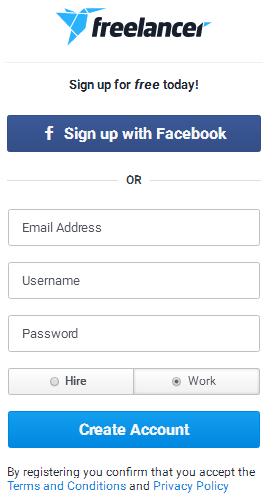 freelancer
Sign up for free today!
f Sign up with Facebook
OR
Email Address
Username
Password
Hire Work
Create Account
By registering you confirm that you accept the
Terms and Conditions and Privacy Policy